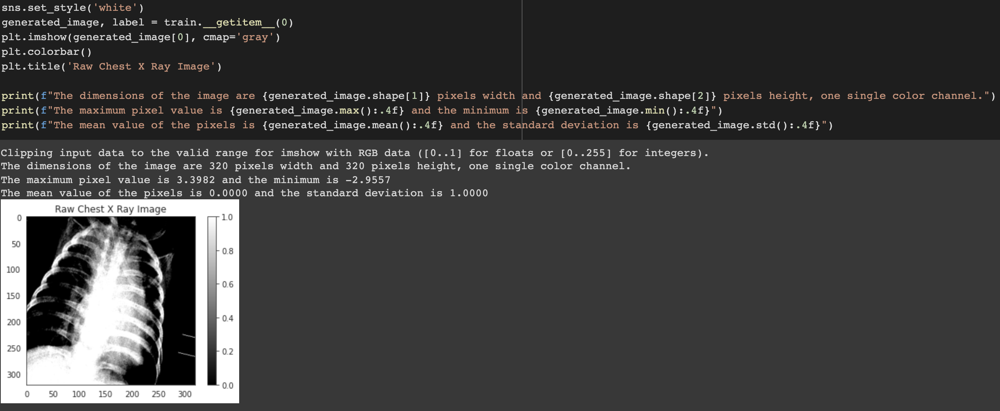 sns.set_style('white')
generated_image, label = train.__getitem__(0)
plt.imshow(generated_image[0], cmap='gray')
plt.colorbar()
plt.title('Raw Chest X Ray Image')
print(f"The dimensions of the image are {generated_image.shape[1]} pixels width and {generated_image.shape[2]} pixels height, one single color channel.")
print(f"The maximum pixel value is {generated_image.max():.4f} and the minimum is {generated_image.min():.4f}")
print(f"The mean value of the pixels is {generated_image.mean():.4f} and the standard deviation is {generated_image.std():.4f}")
Clipping input data to the valid range for imshow with RGB data ([0..1] for floats or [0..255] for integers).
The dimensions of the image are 320 pixels width and 320 pixels height, one single color channel.
The maximum pixel value is 3.3982 and the minimum is -2.9557
The mean value of the pixels is 0.0000 and the standard deviation is 1.0000
Raw Chest X Ray Image
0
50
100
150
200
250
300
0 50 100 150 200 250 300
1.0
0.8
0.6
0.4
0.2
0.0